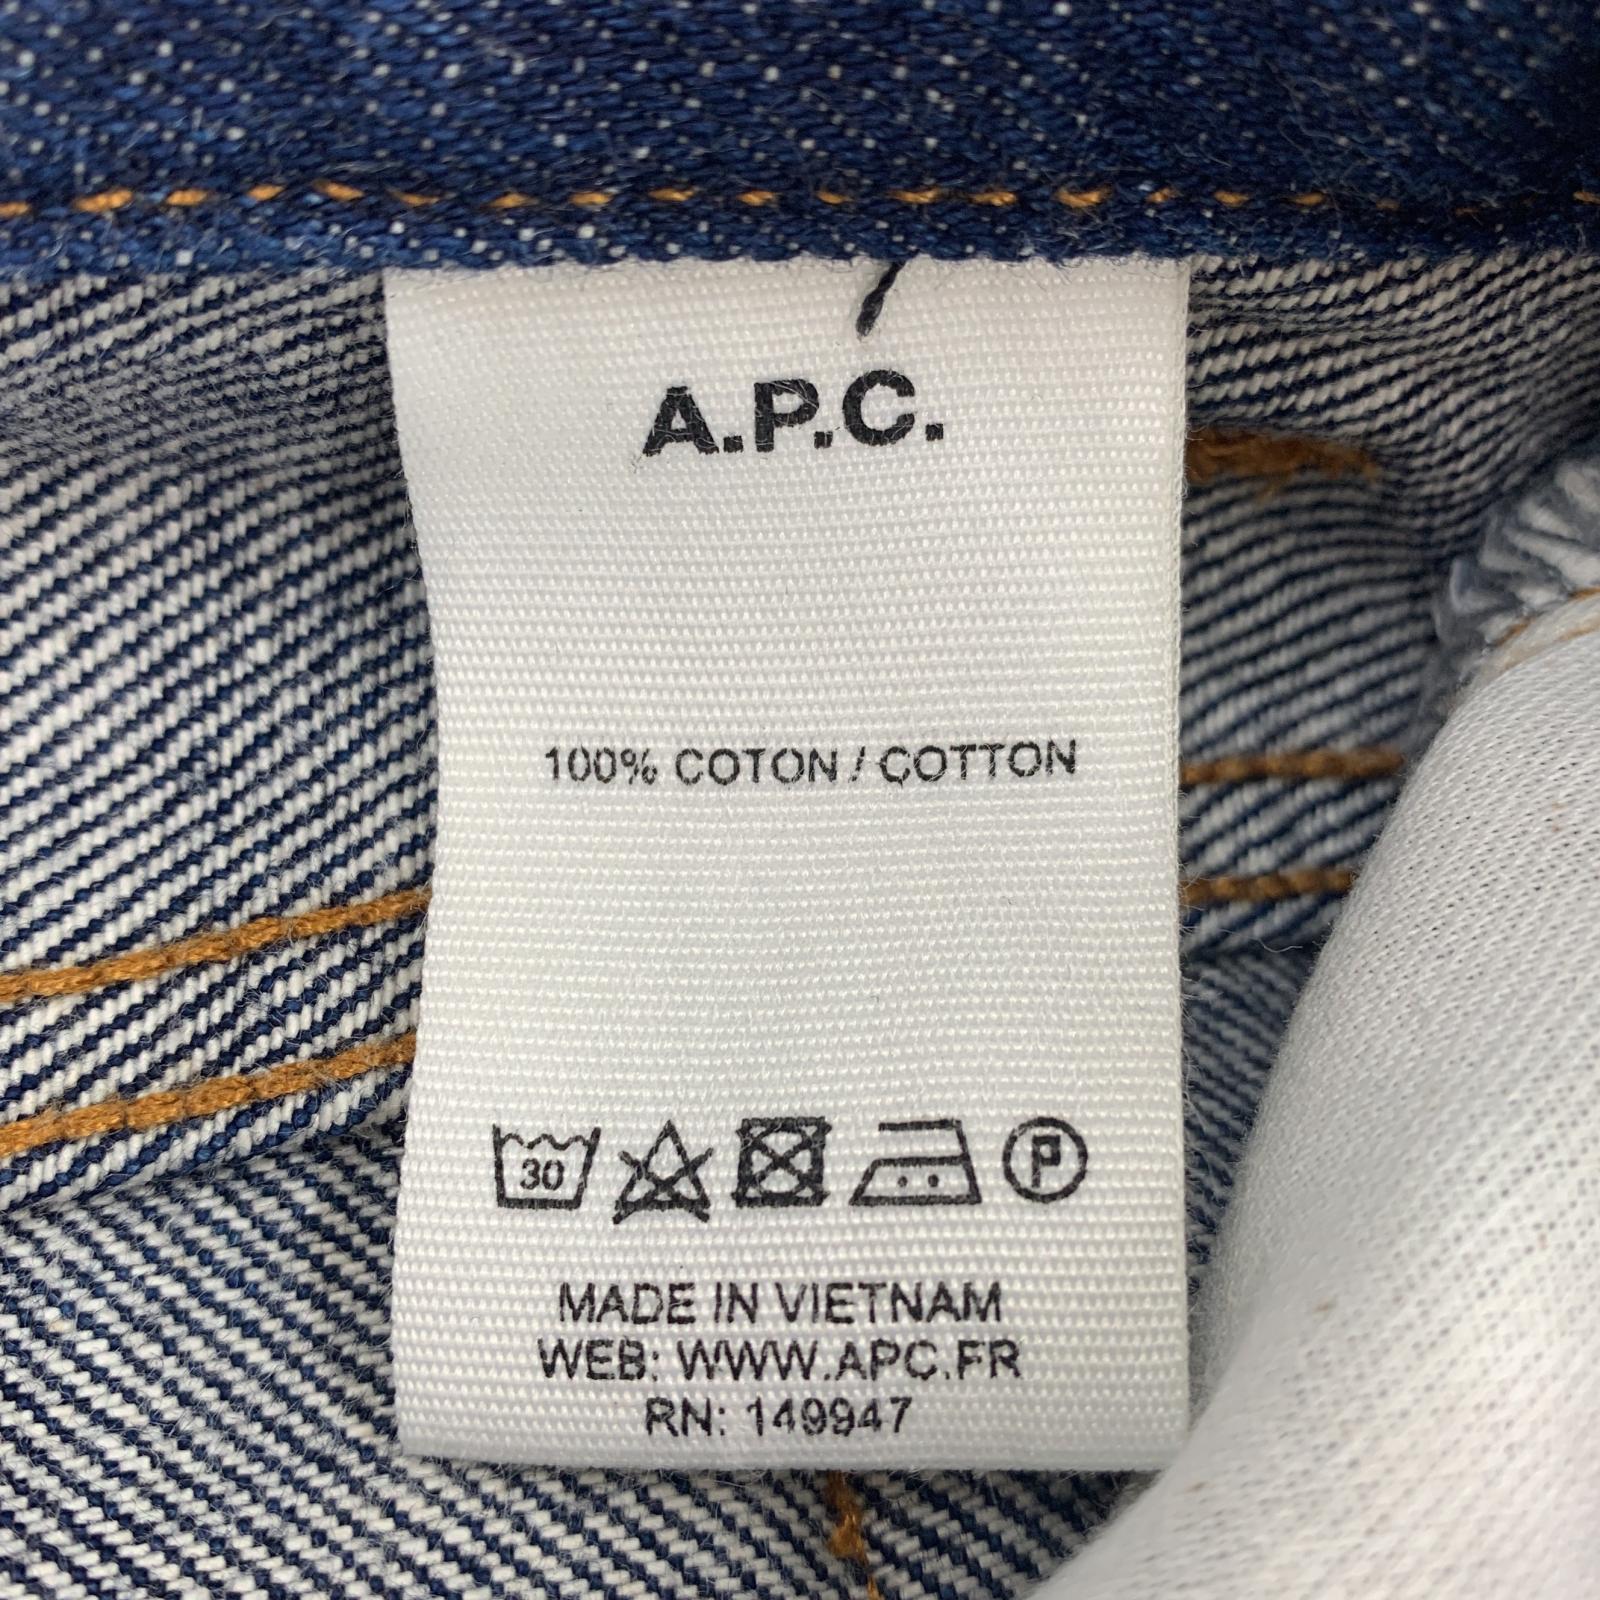 A.P.C.
100% COTON / COTTON
30 P
MADE IN VIETNAM
WEB: WWW.APC.FR
RN: 149947